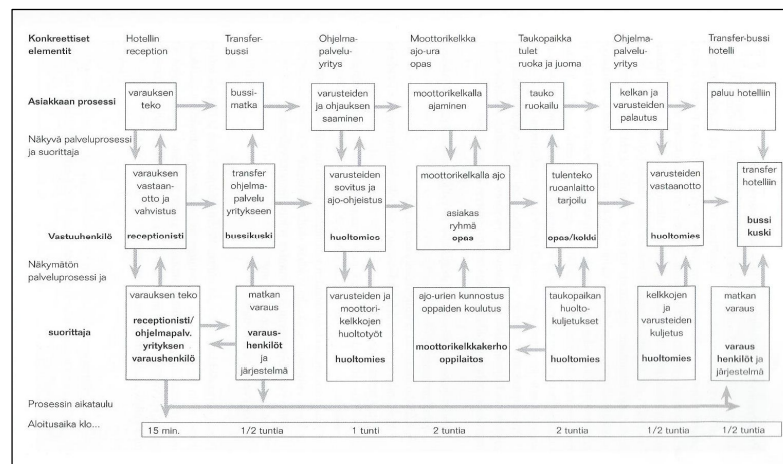 Konkreettiset
elementit
Hotellin
reception
Transfer-
bussi
Ohjelma-
palvelu-
yritys
Moottorikelkka
ajo-ura
opas
Taukopaikka
tulet
ruoka ja juoma
Ohjelma-
palvelu-
yritys
Transfer-bussi
hotelli
Asiakkaan prosessi
varauksen
teko
bussi-
matka
varusteiden
ja ohjauksen
saaminen
moottorikelkalla
ajaminen
tauko
ruokailu
kelkan ja
varusteiden
palautus
paluu hotelliin
Näkyvä palveluprosessi
ja suorittaja
Vastuuhenkilö
varauksen
vastaan-
otto ja
vahvistus
receptionisti
transfer
ohjelma-
palvelu
yritykseen
bussikuski
varusteiden
sovitus ja
ajo-ohjeistus
huoltomies
moottorikelkalla ajo
asiakas
ryhmä
opas
tulenteko
ruoanlaitto
tarjoilu
opas/kokki
varusteiden
vastaanotto
huoltomies
transfer
hotelliin
bussi
kuski
Näkymätön
palveluprosessi ja
suorittaja
varauksen teko
receptionisti/
ohjelmapalv.
yrityksen
varaushenkilö
matkan
varaus
varaus-
henkilöt
ja
järjestelmä
varusteiden ja
moottori-
kelkkojen
huoltotyöt
huoltomies
ajo-urien kunnostus
oppaiden koulutus
moottorikelkkakerho
oppilaitos
taukopaikan
huolto-
kuljetukset
huoltomies
kelkkojen ja
varusteiden
kuljetus
huoltomies
matkan
varaus
varaus
henkilöt ja
järjestelmä
Prosessin aikataulu
Aloitusaika klo...
15 min.
1/2 tuntia
1 tunti
2 tuntia
2 tuntia
1/2 tuntia
1/2 tuntia